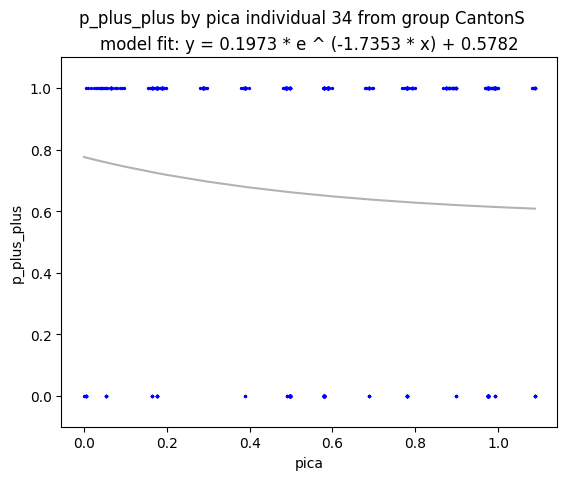 p_plus_plus by pica individual 34 from group CantonS
model fit: y = 0.1973 * e ^ (-1.7353 * x) + 0.5782
p_plus_plus
1.0
0.8
0.6
0.4
0.2
0.0
0.0 0.2 0.4 0.6 0.8 1.0
pica